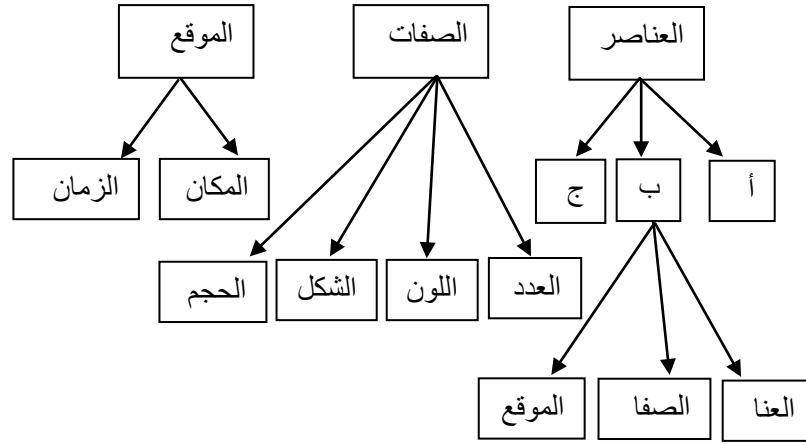 العناصر
الصفات
الموقع
أ
ب
ج
المكان
الزمان
العدد
اللون
الشكل
الحجم
العنا
الصفا
الموقع